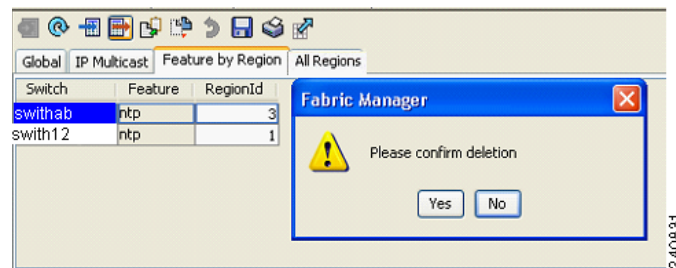 Global IP Multicast Feature by Region All Regions
Switch Feature RegionId
swithab ntp 3
swith12 ntp 1
Fabric Manager
Please confirm deletion
Yes No